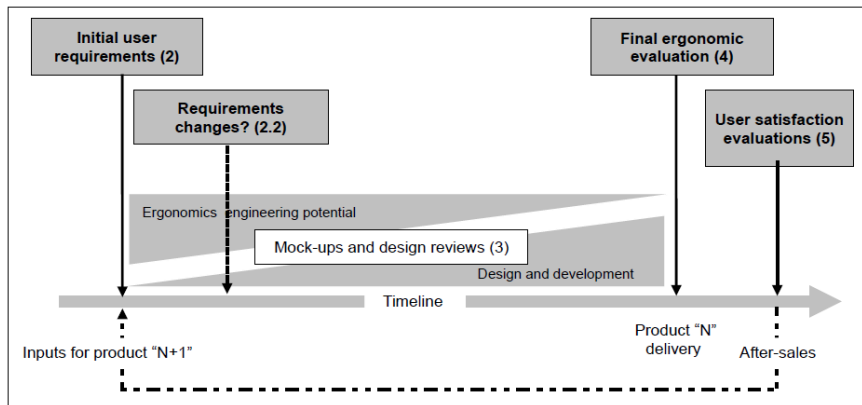 Initial user
requirements (2)
Final ergonomic
evaluation (4)
Requirements
changes? (2.2)
User satisfaction
evaluations (5)
Ergonomics engineering potential
Mock-ups and design reviews (3)
Design and development
Timeline
Inputs for product “N+1”
Product “N”
delivery
After-sales